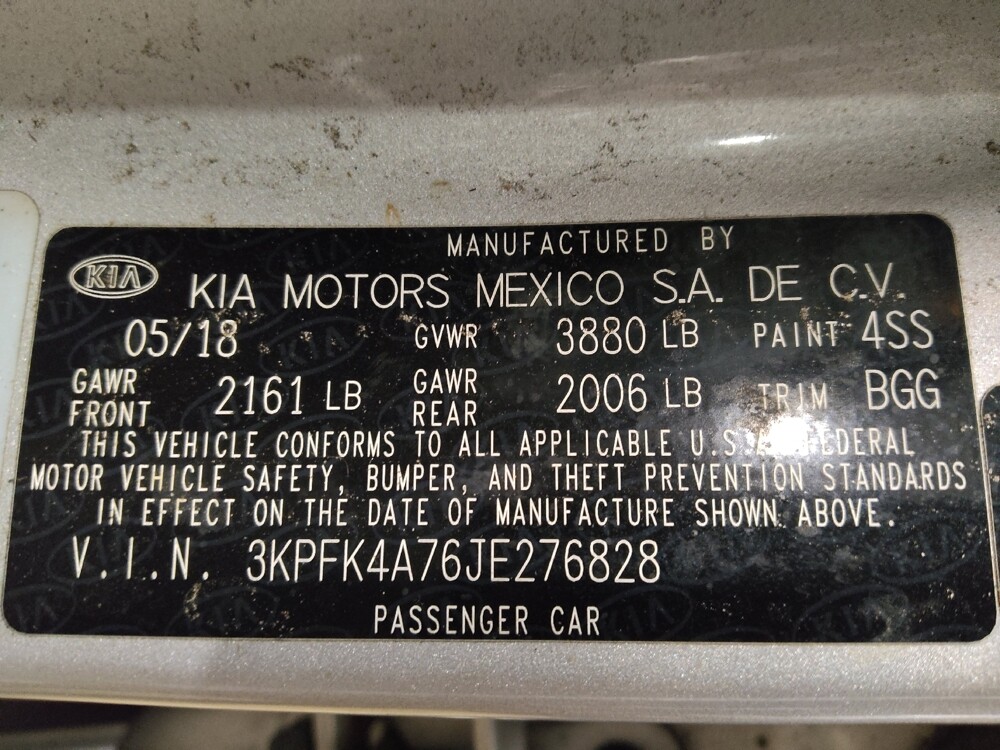 MANUFACTURED BY
KIA
KIA MOTORS MEXICO S.A. DE C.V.
05/18 GVWR 3880 LB PAINT 4SS
GAWR FRONT 2161 LB GAWR REAR 2006 LB TRIM BGG
THIS VEHICLE CONFORMS TO ALL APPLICABLE U.S.A. FEDERAL
MOTOR VEHICLE SAFETY, BUMPER, AND THEFT PREVENTION STANDARDS
IN EFFECT ON THE DATE OF MANUFACTURE SHOWN ABOVE.
V.I.N. 3KPFK4A76JE276828
PASSENGER CAR